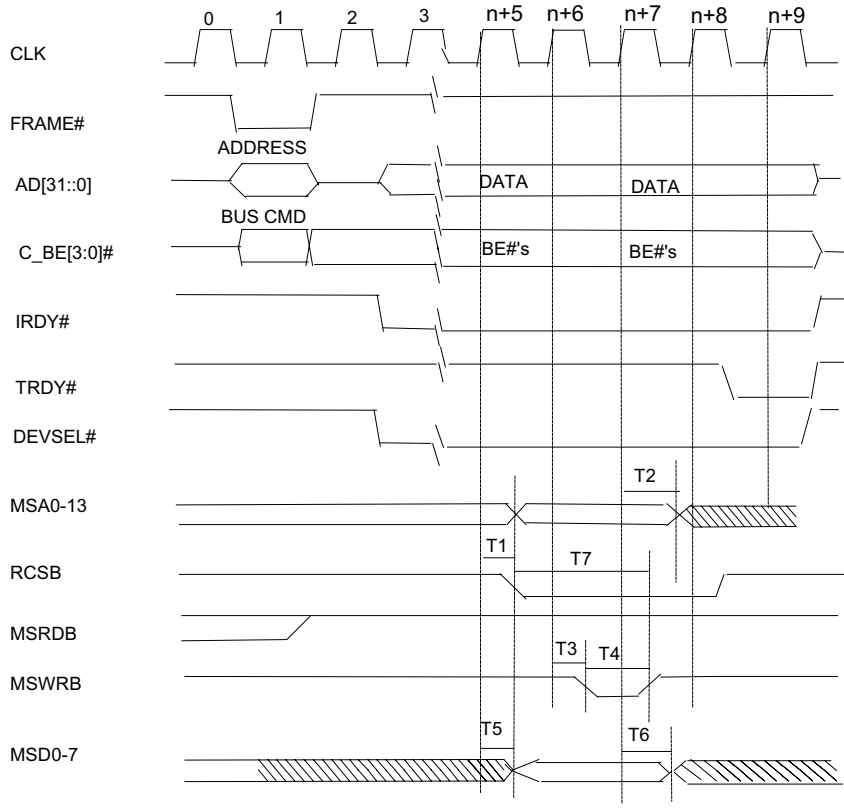 0 1 2 3 n+5 n+6 n+7 n+8 n+9
CLK
FRAME#
ADDRESS
AD[31::0] DATA DATA
BUS CMD
C_BE[3:0]# BE#'s BE#'s
IRDY#
TRDY#
DEVSEL#
T2
MSA0-13
T1 T7
RCSB
MSRDB
T3 T4
MSWRB
T5 T6
MSD0-7